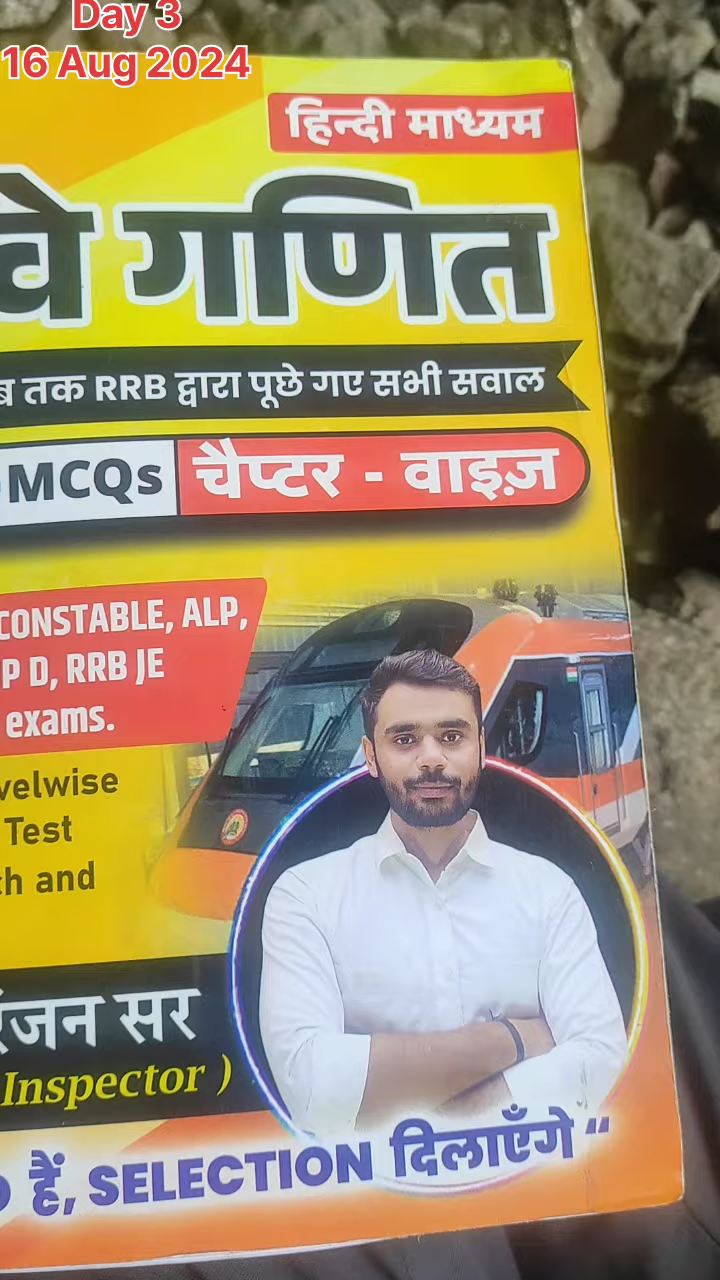 Day 3
16 Aug 2024
हिन्दी माध्यम
वे गणित
तक RRB द्वारा पूछे गए सभी सवाल
MCQs चैप्टर - वाइज़
CONSTABLE, ALP,
P D, RRB JE
exams.
velwise
Test
ch and
रंजन सर
Inspector )
हैं, SELECTION दिलाएँगे “